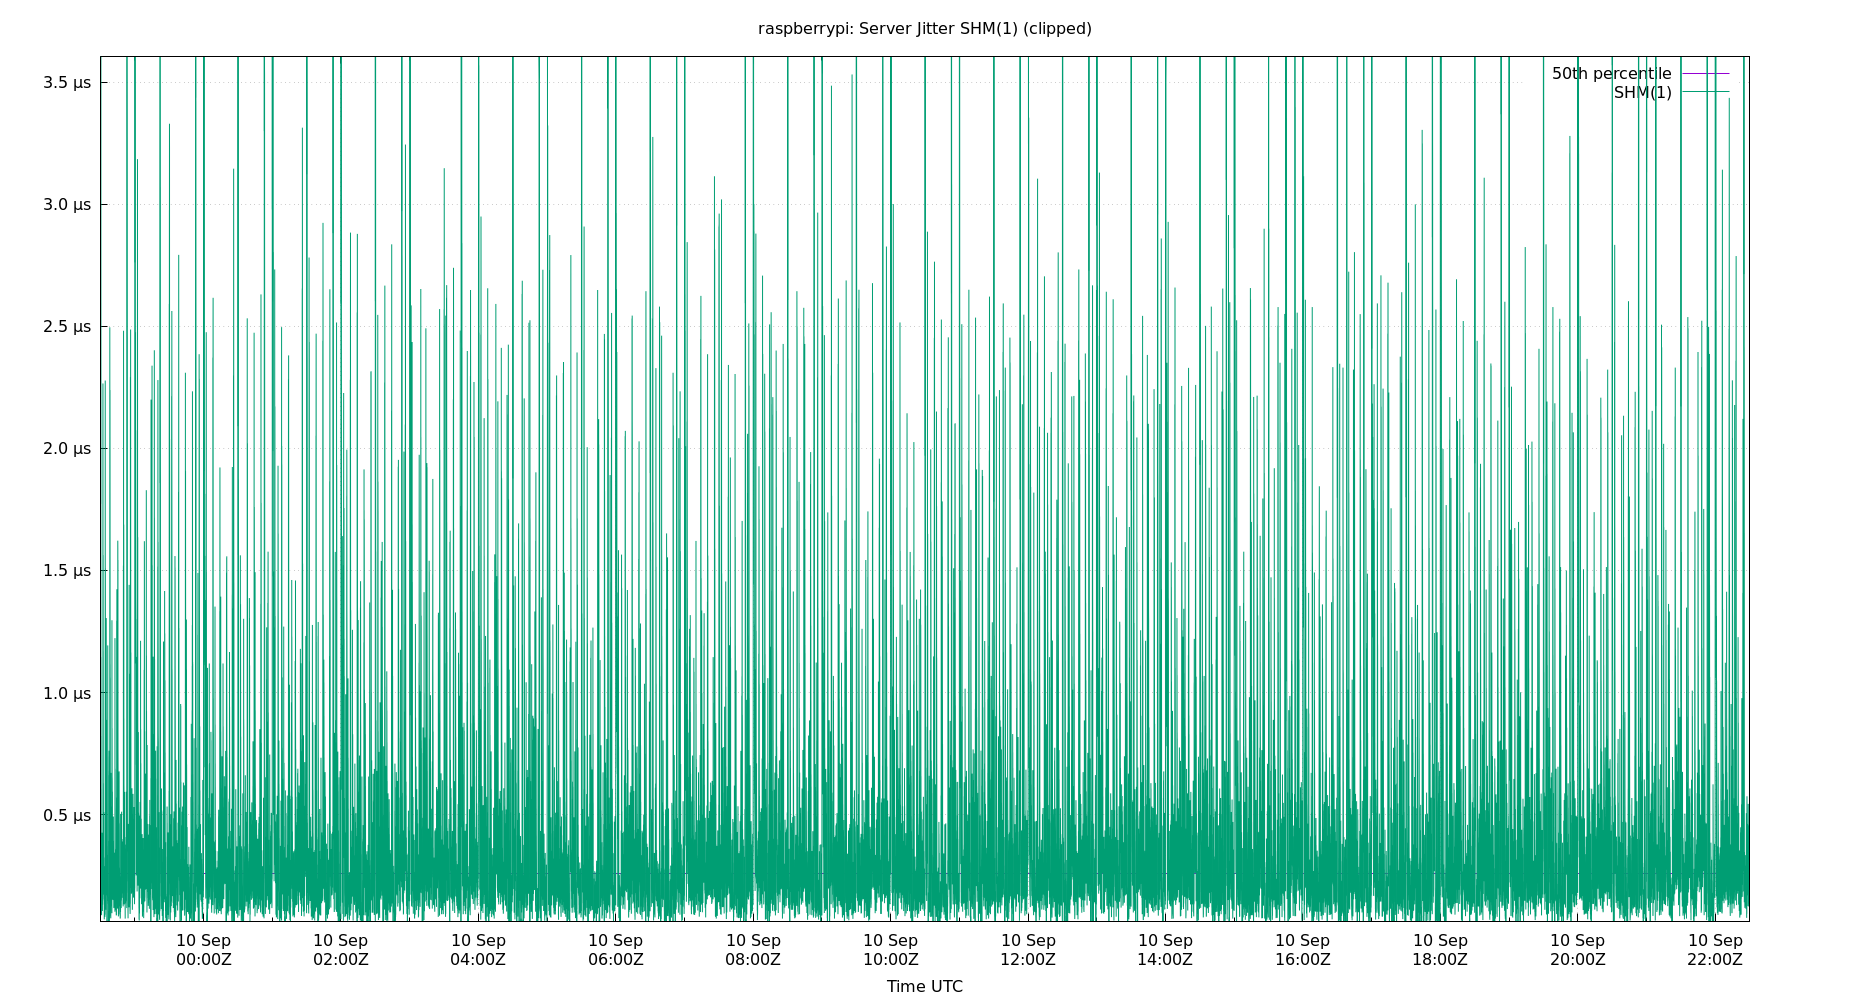 raspberrypi: Server Jitter SHM(1) (clipped)
50th percentile
SHM(1)
3.5 µs
3.0 µs
2.5 µs
2.0 µs
1.5 µs
1.0 µs
0.5 µs
10 Sep 10 Sep 10 Sep 10 Sep 10 Sep 10 Sep 10 Sep 10 Sep 10 Sep 10 Sep 10 Sep 10 Sep
00:00Z 02:00Z 04:00Z 06:00Z 08:00Z 10:00Z 12:00Z 14:00Z 16:00Z 18:00Z 20:00Z 22:00Z
Time UTC